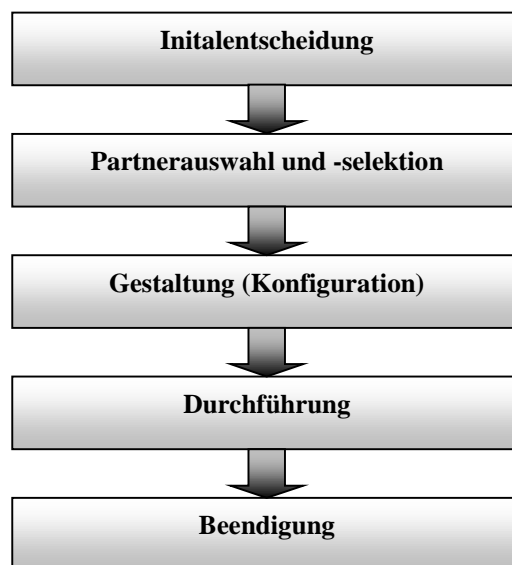 Initalentscheidung
Partnerauswahl und -selektion
Gestaltung (Konfiguration)
Durchführung
Beendigung